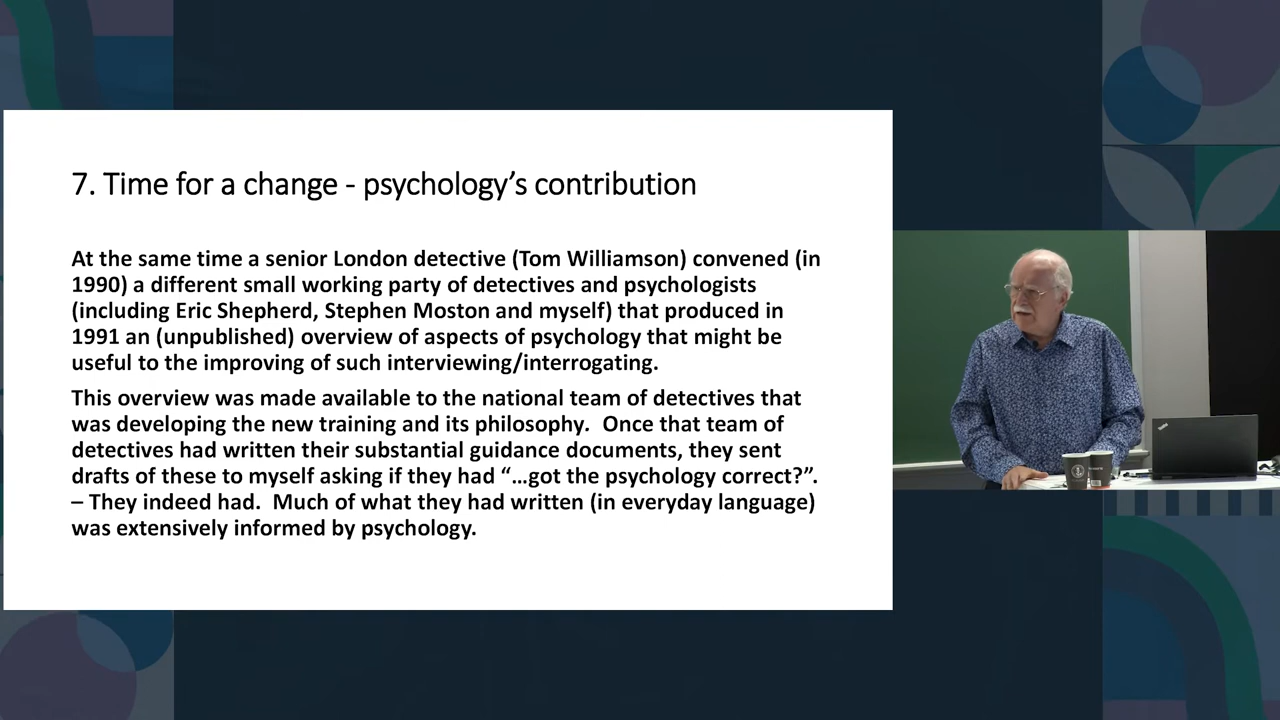 7. Time for a change - psychology's contribution
At the same time a senior London detective (Tom Williamson) convened (in
1990) a different small working party of detectives and psychologists
(including Eric Shepherd, Stephen Moston and myself) that produced in
1991 an (unpublished) overview of aspects of psychology that might be
useful to the improving of such interviewing/interrogating.
This overview was made available to the national team of detectives that
was developing the new training and its philosophy.  Once that team of
detectives had written their substantial guidance documents, they sent
drafts of these to myself asking if they had “…got the psychology correct?”.
– They indeed had.  Much of what they had written (in everyday language)
was extensively informed by psychology.